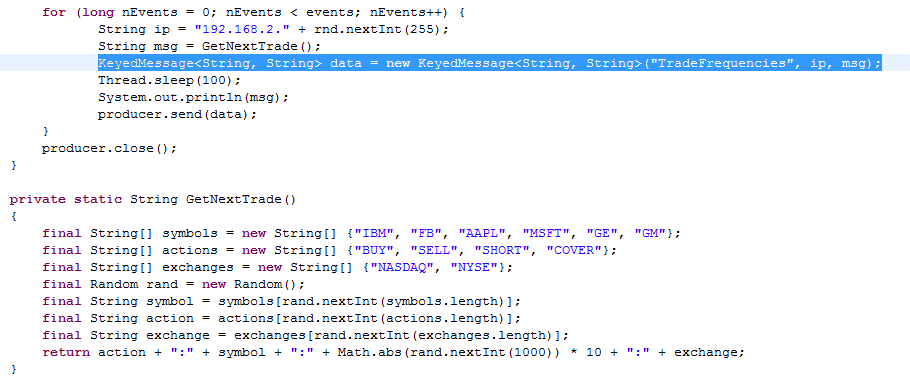 for (long nEvents = 0; nEvents < events; nEvents++) {
String ip = "192.168.2." + rnd.nextInt(255);
String msg = GetNextTrade();
KeyedMessage<String, String> data = new KeyedMessage<String, String>("TradeFrequencies", ip, msg);
Thread.sleep(100);
System.out.println(msg);
producer.send(data);
}
producer.close();
}
private static String GetNextTrade()
{
final String[] symbols = new String[] {"IBM", "FB", "AAPL", "MSFT", "GE", "GM"};
final String[] actions = new String[] {"BUY", "SELL", "SHORT", "COVER"};
final String[] exchanges = new String[] {"NASDAQ", "NYSE"};
final Random rand = new Random();
final String symbol = symbols[rand.nextInt(symbols.length)];
final String action = actions[rand.nextInt(actions.length)];
final String exchange = exchanges[rand.nextInt(exchanges.length)];
return action + ":" + symbol + ":" + Math.abs(rand.nextInt(1000)) * 10 + ":" + exchange;
}